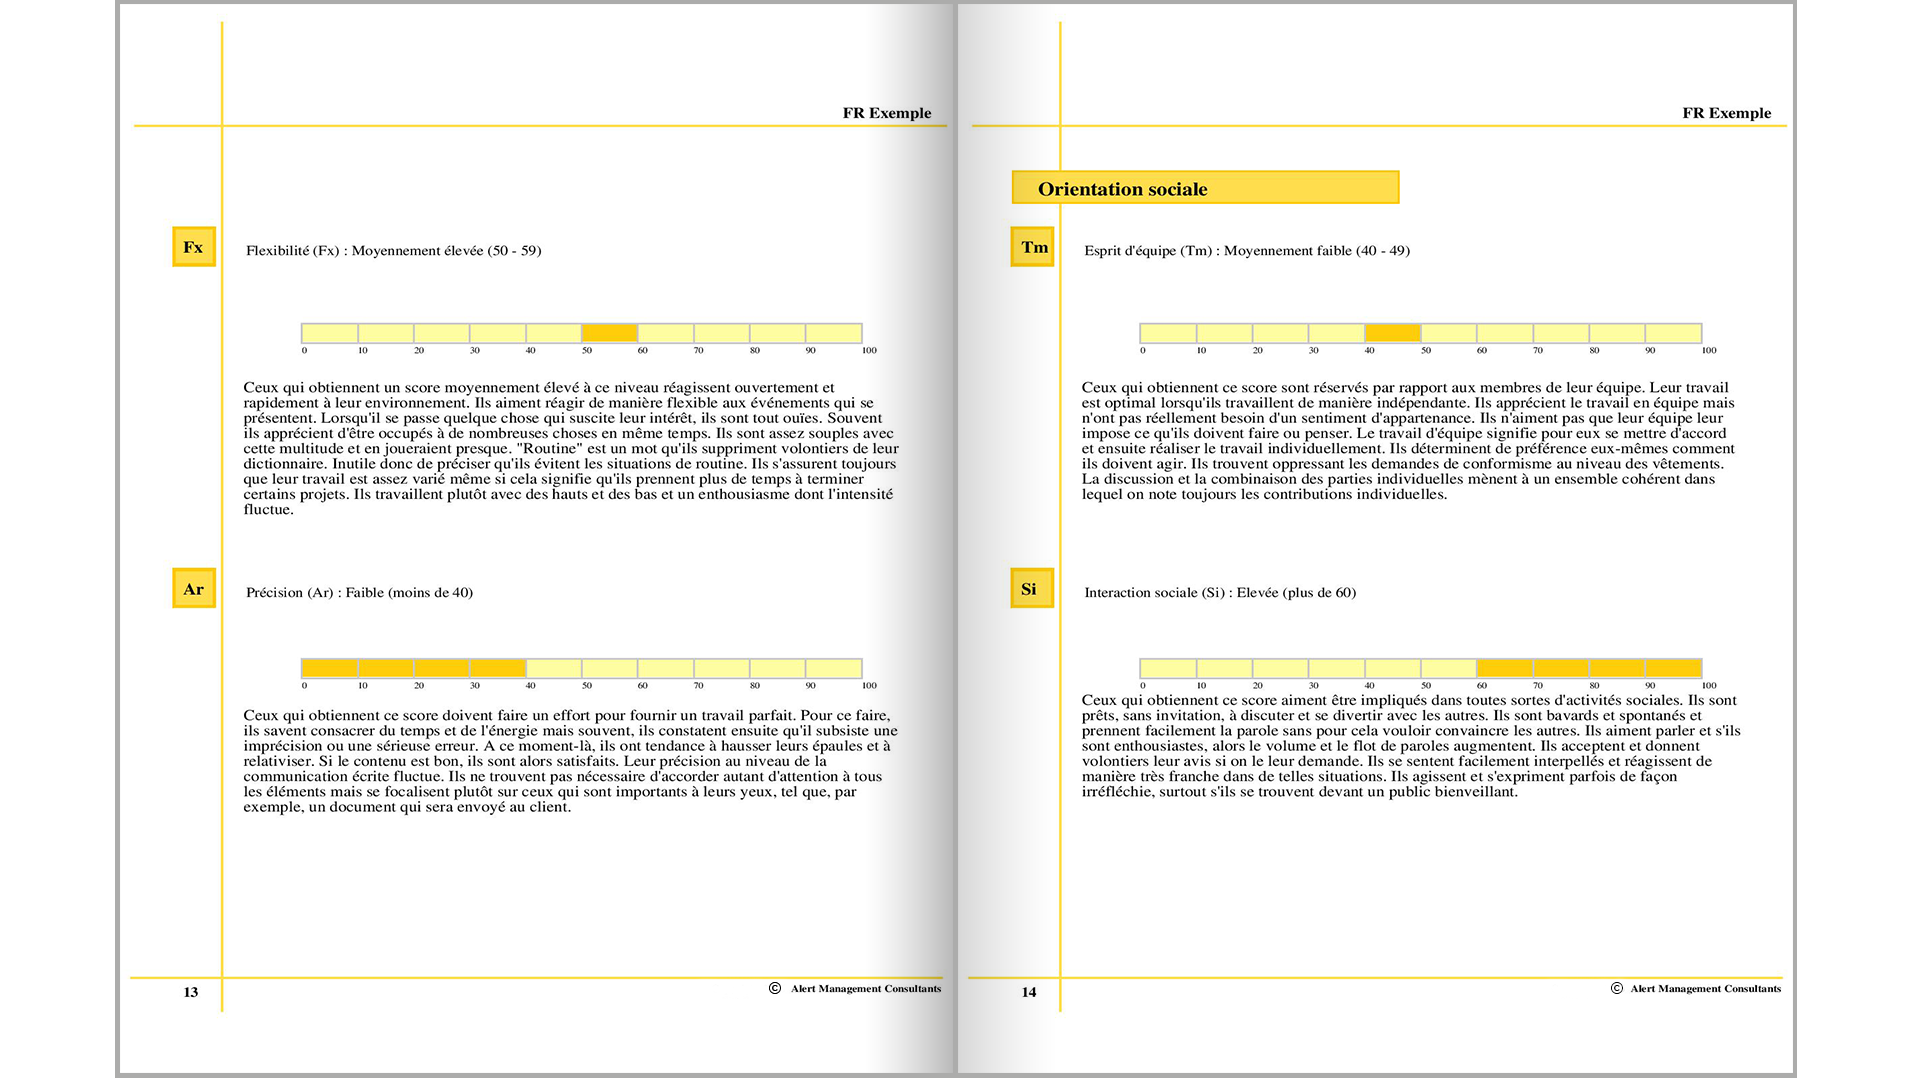 FR Exemple
Fx
Flexibilité (Fx) : Moyennement élevée (50 - 59)
0 10 20 30 40 50 60 70 80 90 100
Ceux qui obtiennent un score moyennement élevé à ce niveau réagissent ouvertement et
rapidement à leur environnement. Ils aiment réagir de manière flexible aux événements qui se
présentent. Lorsqu'il se passe quelque chose qui suscite leur intérêt, ils sont tout ouïes. Souvent
ils apprécient d'être occupés à de nombreuses choses en même temps. Ils sont assez souples avec
cette multitude et en joueraient presque. "Routine" est un mot qu'ils suppriment volontiers de leur
dictionnaire. Inutile donc de préciser qu'ils évitent les situations de routine. Ils s'assurent toujours
que leur travail est assez varié même si cela signifie qu'ils prennent plus de temps à terminer
certains projets. Ils travaillent plutôt avec des hauts et des bas et un enthousiasme dont l'intensité
fluctue.
Ar
Précision (Ar) : Faible (moins de 40)
0 10 20 30 40 50 60 70 80 90 100
Ceux qui obtiennent ce score doivent faire un effort pour fournir un travail parfait. Pour ce faire,
ils savent consacrer du temps et de l'énergie mais souvent, ils constatent ensuite qu'il subsiste une
imprécision ou une sérieuse erreur. A ce moment-là, ils ont tendance à hausser leurs épaules et à
relativiser. Si le contenu est bon, ils sont alors satisfaits. Leur précision au niveau de la
communication écrite fluctue. Ils ne trouvent pas nécessaire d'accorder autant d'attention à tous
les éléments mais se focalisent plutôt sur ceux qui sont importants à leurs yeux, tel que, par
exemple, un document qui sera envoyé au client.
13
© Alert Management Consultants
FR Exemple
Orientation sociale
Tm
Esprit d'équipe (Tm) : Moyennement faible (40 - 49)
0 10 20 30 40 50 60 70 80 90 100
Ceux qui obtiennent ce score sont réservés par rapport aux membres de leur équipe. Leur travail
est optimal lorsqu'ils travaillent de manière indépendante. Ils apprécient le travail en équipe mais
n'ont pas réellement besoin d'un sentiment d'appartenance. Ils n'aiment pas que leur équipe leur
impose ce qu'ils doivent faire ou penser. Le travail d'équipe signifie pour eux se mettre d'accord
et ensuite réaliser le travail individuellement. Ils déterminent de préférence eux-mêmes comment
ils doivent agir. Ils trouvent oppressant les demandes de conformisme au niveau des vêtements.
La discussion et la combinaison des parties individuelles mènent à un ensemble cohérent dans
lequel on note toujours les contributions individuelles.
Si
Interaction sociale (Si) : Elevée (plus de 60)
0 10 20 30 40 50 60 70 80 90 100
Ceux qui obtiennent ce score aiment être impliqués dans toutes sortes d'activités sociales. Ils sont
prêts, sans invitation, à discuter et se divertir avec les autres. Ils sont bavards et spontanés et
prennent facilement la parole sans pour cela vouloir convaincre les autres. Ils aiment parler et s'ils
sont enthousiastes, alors le volume et le flot de paroles augmentent. Ils acceptent et donnent
volontiers leur avis si on le leur demande. Ils se sentent facilement interpellés et réagissent de
manière très franche dans de telles situations. Ils agissent et s'expriment parfois de façon
irréfléchie, surtout s'ils se trouvent devant un public bienveillant.
14
© Alert Management Consultants